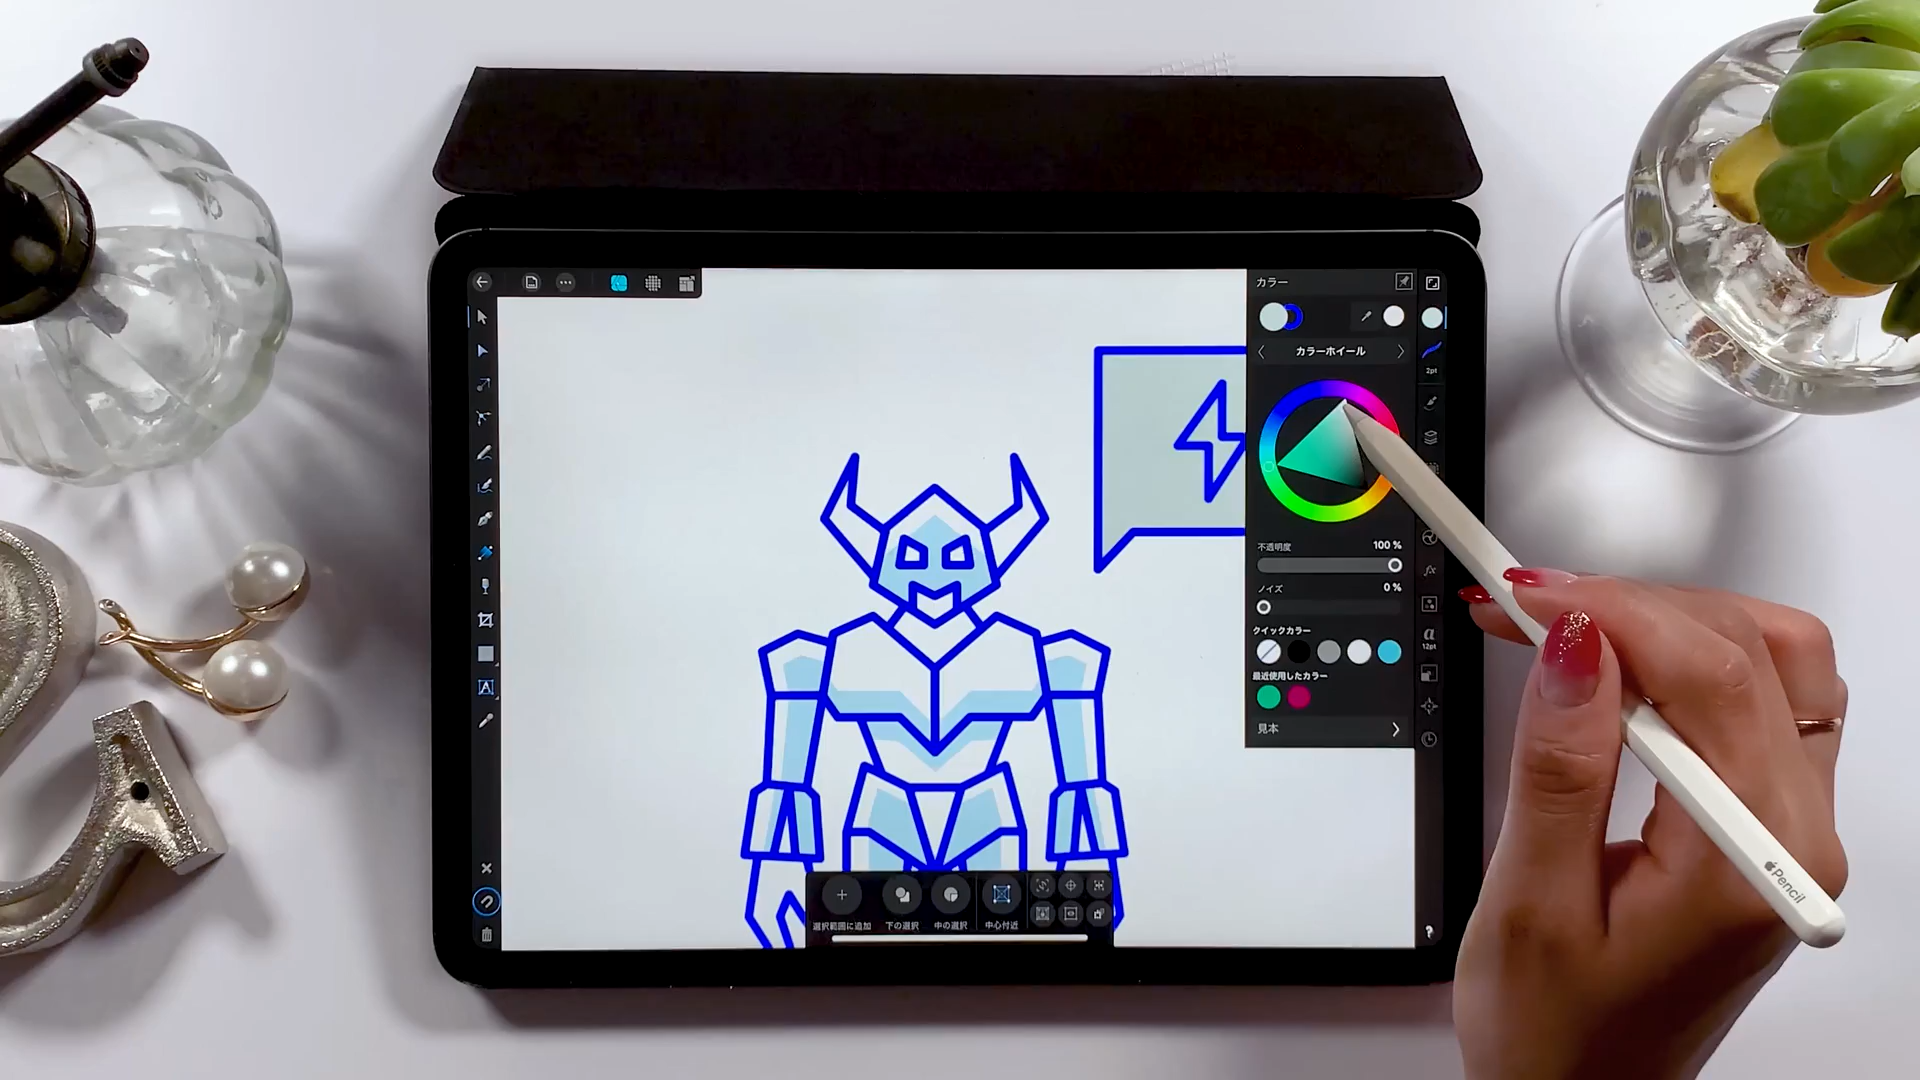 カラー
カラーホイール
2pt
不透明度 100 %
ノイズ 0 %
クイックカラー
最近使用したカラー
見本
fx
a
12pt
A
選択範囲に追加 下の選択 中の選択 中心付近
?
Pencil